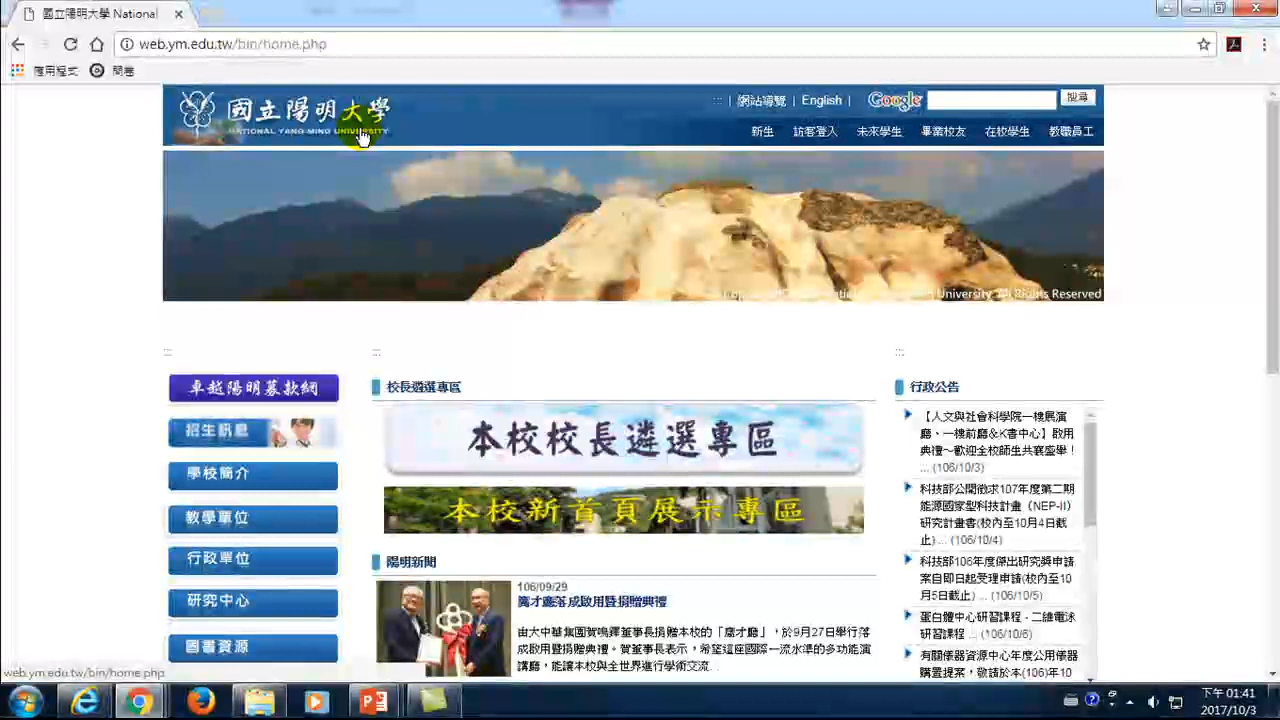 國立陽明大學 National
web.ym.edu.tw/bin/home.php
應用程式
問卷
國立陽明大學
NATIONAL YANG-MING UNIVERSITY
網站導覽 | English |
Google
搜尋
新生 訪客登入 未來學生 畢業校友 在校學生 教職員工
University. All Rights Reserved
卓越陽明募款網
招生訊息
學校簡介
教學單位
行政單位
研究中心
圖書資源
校長遴選專區
本校校長遴選專區
本校新首頁展示專區
陽明新聞
106/09/29
鷹才廳落成啟用暨捐贈典禮
由大中華集團賀鳴鐸董事長捐贈本校的「鷹才廳」，於9月27日舉行落
成啟用暨捐贈典禮。賀董事長表示，希望這座國際一流水準的多功能演
講廳，能讓本校與全世界進行學術交流...
行政公告
【人文與社會科學院一樓展演
廳、一樓前廳&K書中心】啟用
典禮～歡迎全校師生共襄盛舉！
... (106/10/3)
科技部公開徵求107年度第二期
能源國家型科技計畫（NEP-II）
研究計畫書(校內至10月4日截
止)... (106/10/4)
科技部106年度傑出研究獎申請
案自即日起受理申請(校內至10
月5日截止) ... (106/10/5)
蛋白體中心研習課程 - 二維電泳
研習課程 ... (106/10/6)
有關儀器資源中心年度公用儀器
購置提案，敬請於本(106)年10
web.ym.edu.tw/bin/home.php
下午 01:41
2017/10/3